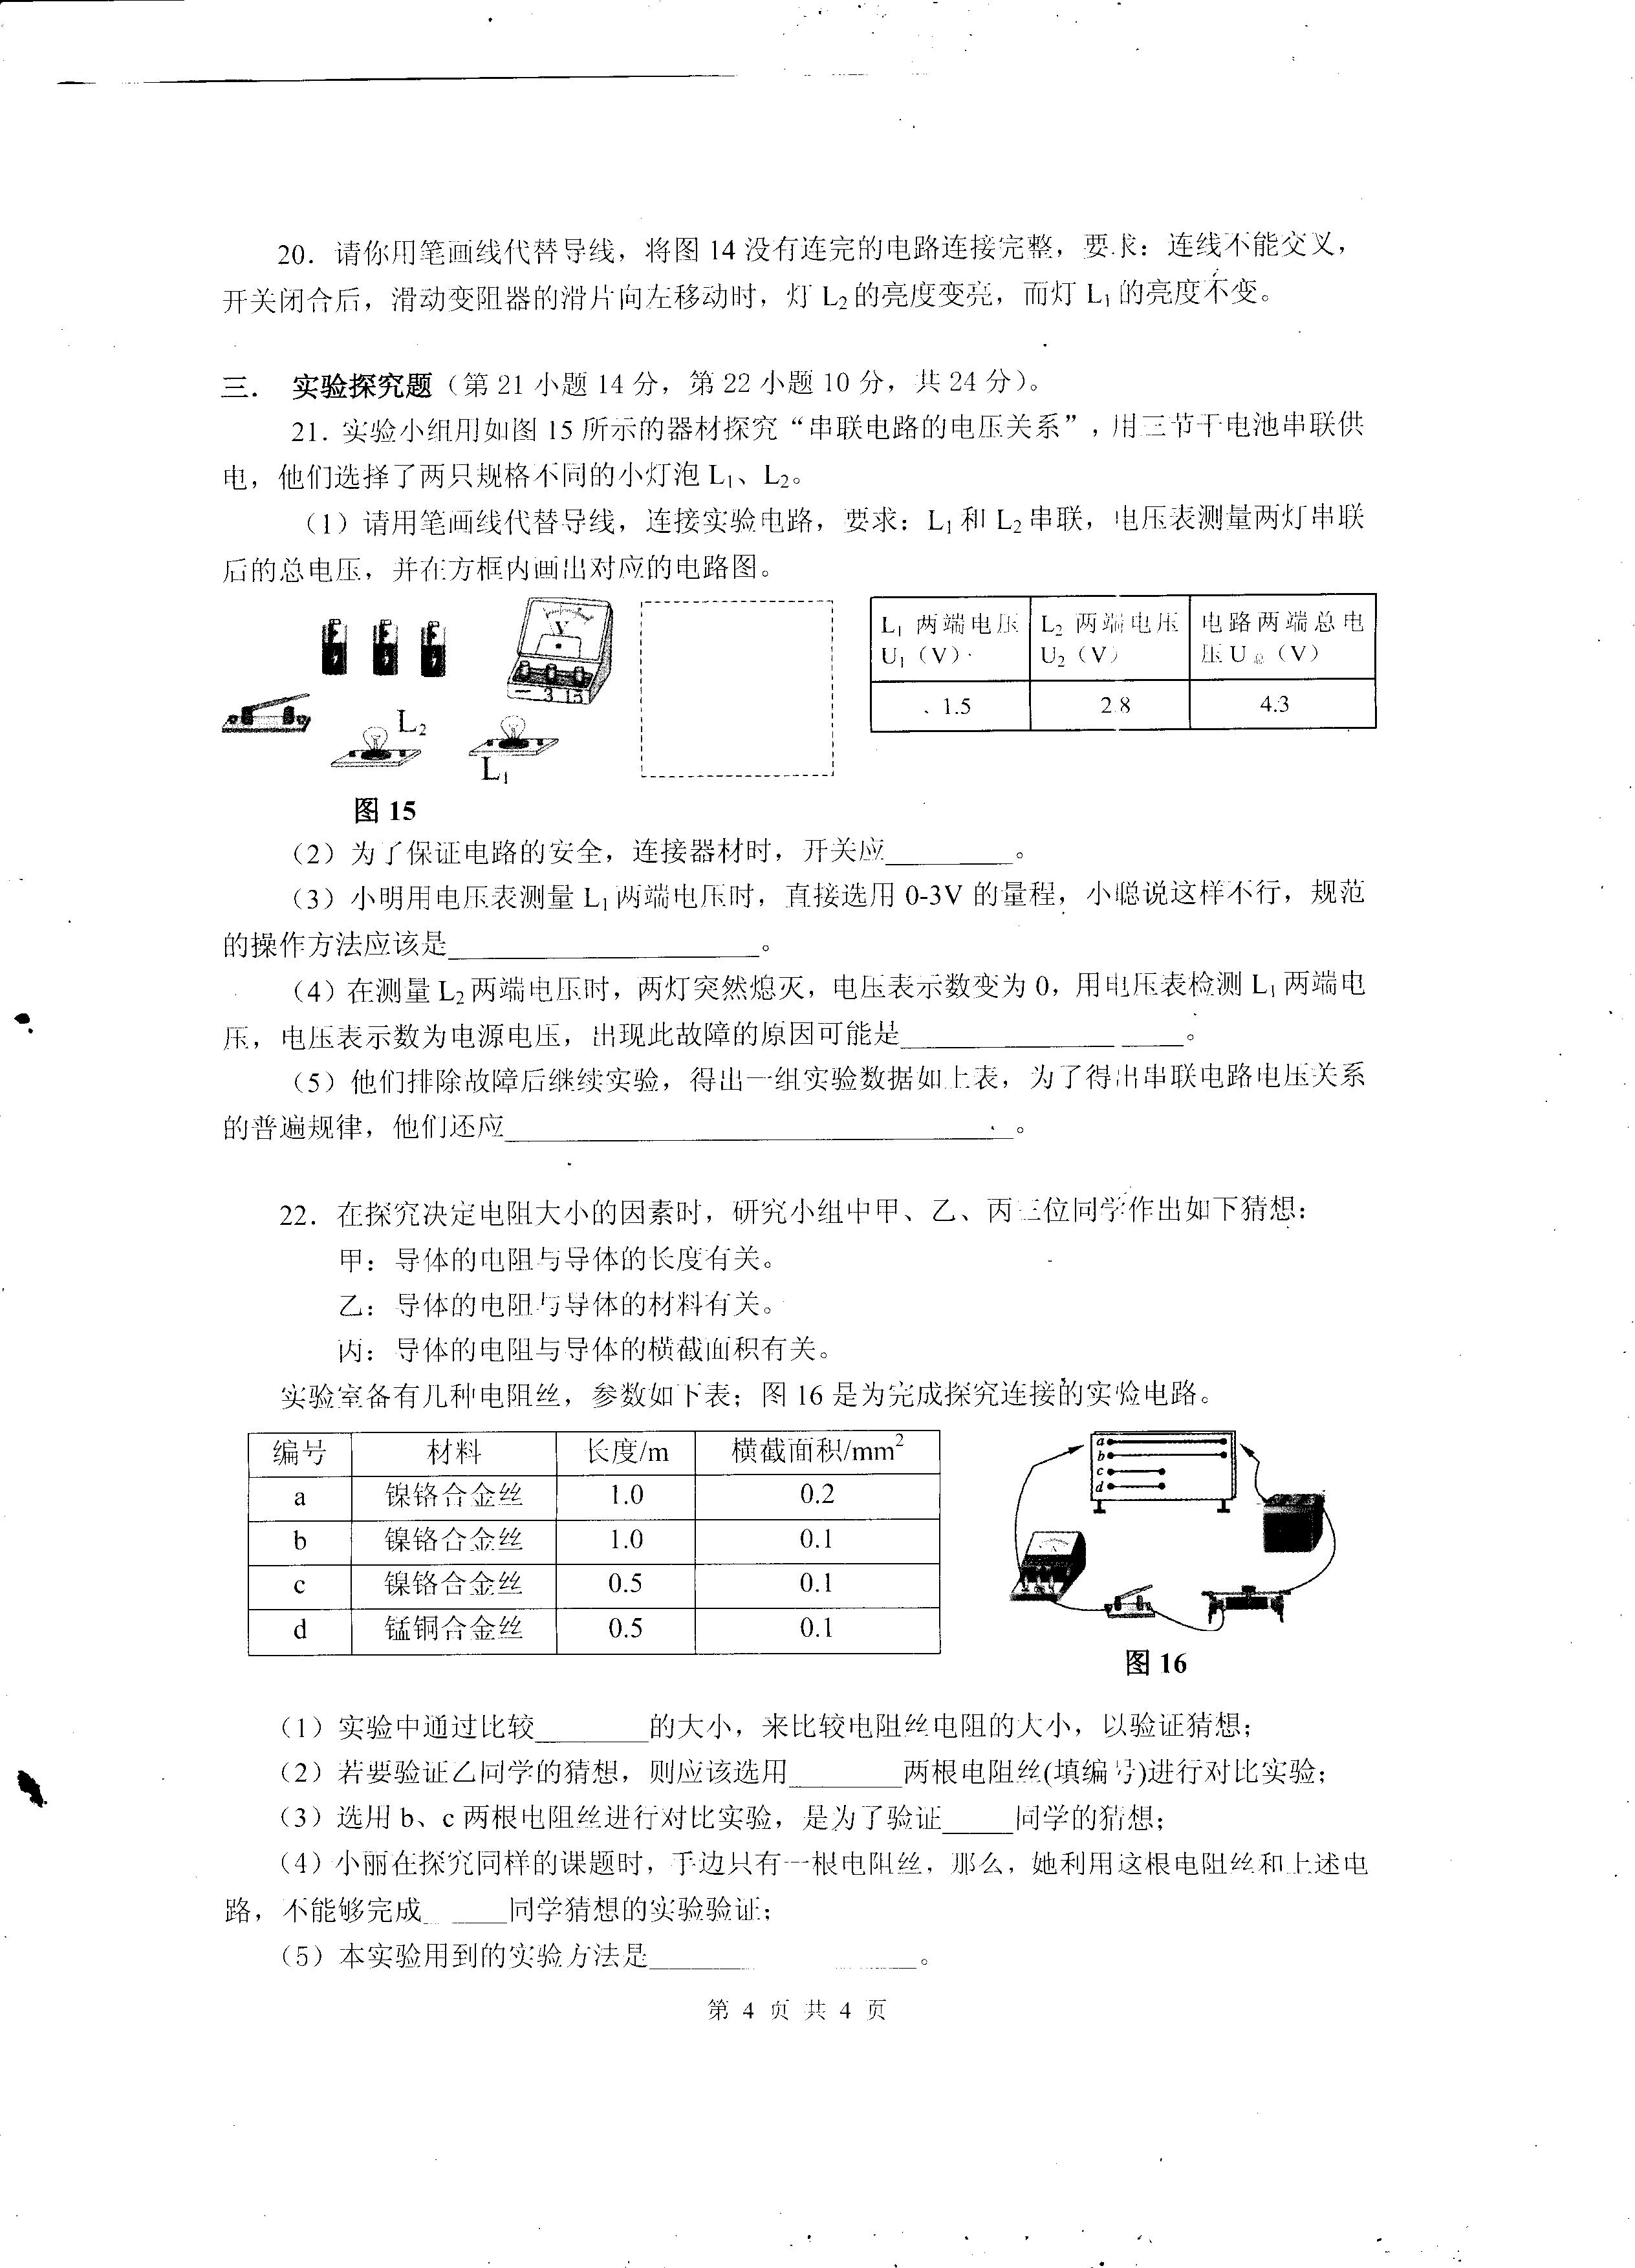 20．请你用笔画线代替导线，将图 14 没有连完的电路连接完整，要求：连线不能交叉，
开关闭合后，滑动变阻器的滑片向左移动时，灯 L₂的亮度变亮，而灯 L₁的亮度不变。
三． 实验探究题（第 21 小题 14 分，第 22 小题 10 分，共 24 分）。
21. 实验小组用如图 15 所示的器材探究“串联电路的电压关系”，用三节干电池串联供
电，他们选择了两只规格不同的小灯泡 L₁、L₂。
（1）请用笔画线代替导线，连接实验电路，要求：L₁和 L₂串联，电压表测量两灯串联
后的总电压，并在方框内画出对应的电路图。
V
− 3 15
L₂
L₁
图 15
L₁ 两端电压 U₁（V） L₂ 两端电压 U₂（V） 电路两端总电压 U总（V）
1.5 2.8 4.3
（2）为了保证电路的安全，连接器材时，开关应________。
（3）小明用电压表测量 L₁两端电压时，直接选用 0-3V 的量程，小聪说这样不行，规范
的操作方法应该是____________________。
（4）在测量 L₂两端电压时，两灯突然熄灭，电压表示数变为 0，用电压表检测 L₁两端电
压，电压表示数为电源电压，出现此故障的原因可能是__________________。
（5）他们排除故障后继续实验，得出一组实验数据如上表，为了得出串联电路电压关系
的普遍规律，他们还应______________________________。
22．在探究决定电阻大小的因素时，研究小组中甲、乙、丙三位同学作出如下猜想：
甲：导体的电阻与导体的长度有关。
乙：导体的电阻与导体的材料有关。
丙：导体的电阻与导体的横截面积有关。
实验室备有几种电阻丝，参数如下表；图 16 是为完成探究连接的实验电路。
编号 材料 长度/m 横截面积/mm²
a 镍铬合金丝 1.0 0.2
b 镍铬合金丝 1.0 0.1
c 镍铬合金丝 0.5 0.1
d 锰铜合金丝 0.5 0.1
a
b
c
d
图 16
（1）实验中通过比较________的大小，来比较电阻丝电阻的大小，以验证猜想；
（2）若要验证乙同学的猜想，则应该选用________两根电阻丝(填编号)进行对比实验；
（3）选用 b、c 两根电阻丝进行对比实验，是为了验证_____同学的猜想；
（4）小丽在探究同样的课题时，手边只有一根电阻丝，那么，她利用这根电阻丝和上述电
路，不能够完成______同学猜想的实验验证；
（5）本实验用到的实验方法是__________________。
第 4 页 共 4 页